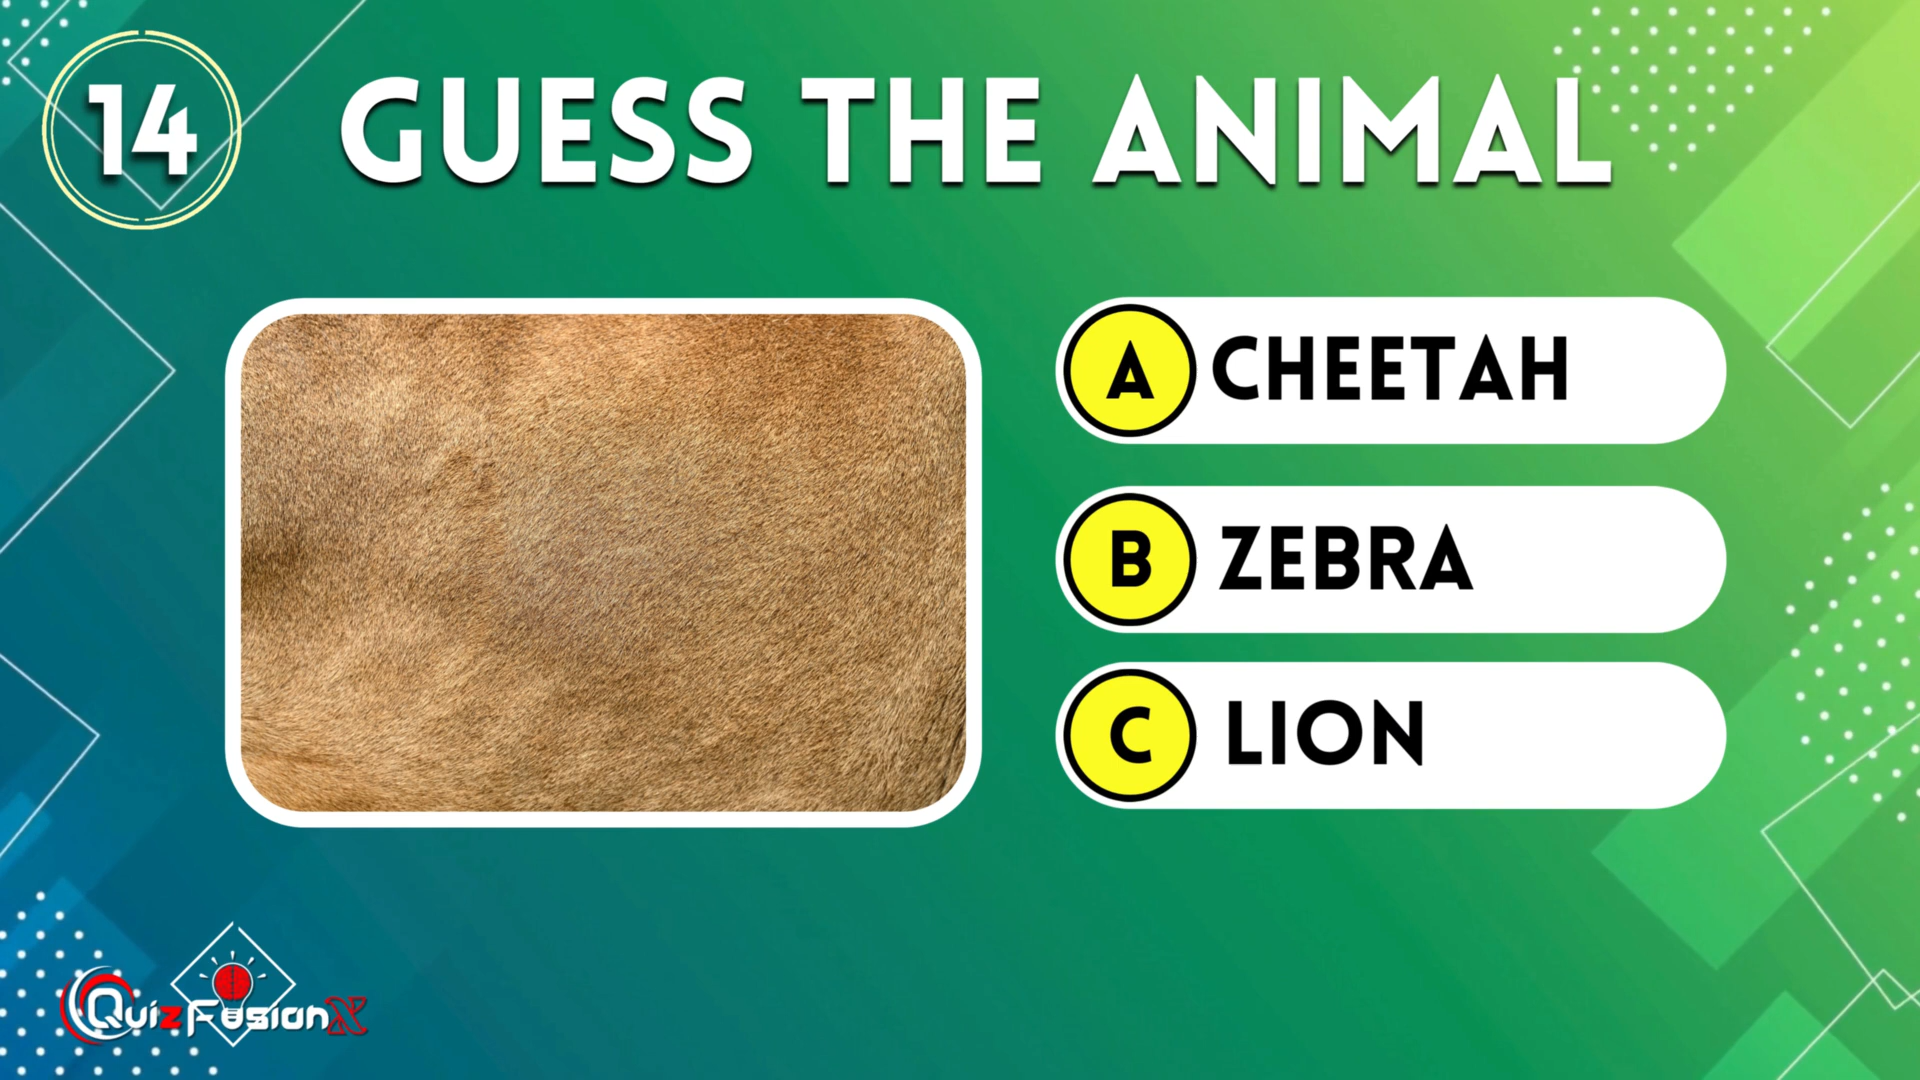 14
GUESS THE ANIMAL
A CHEETAH
B ZEBRA
C LION
QuizFusionX